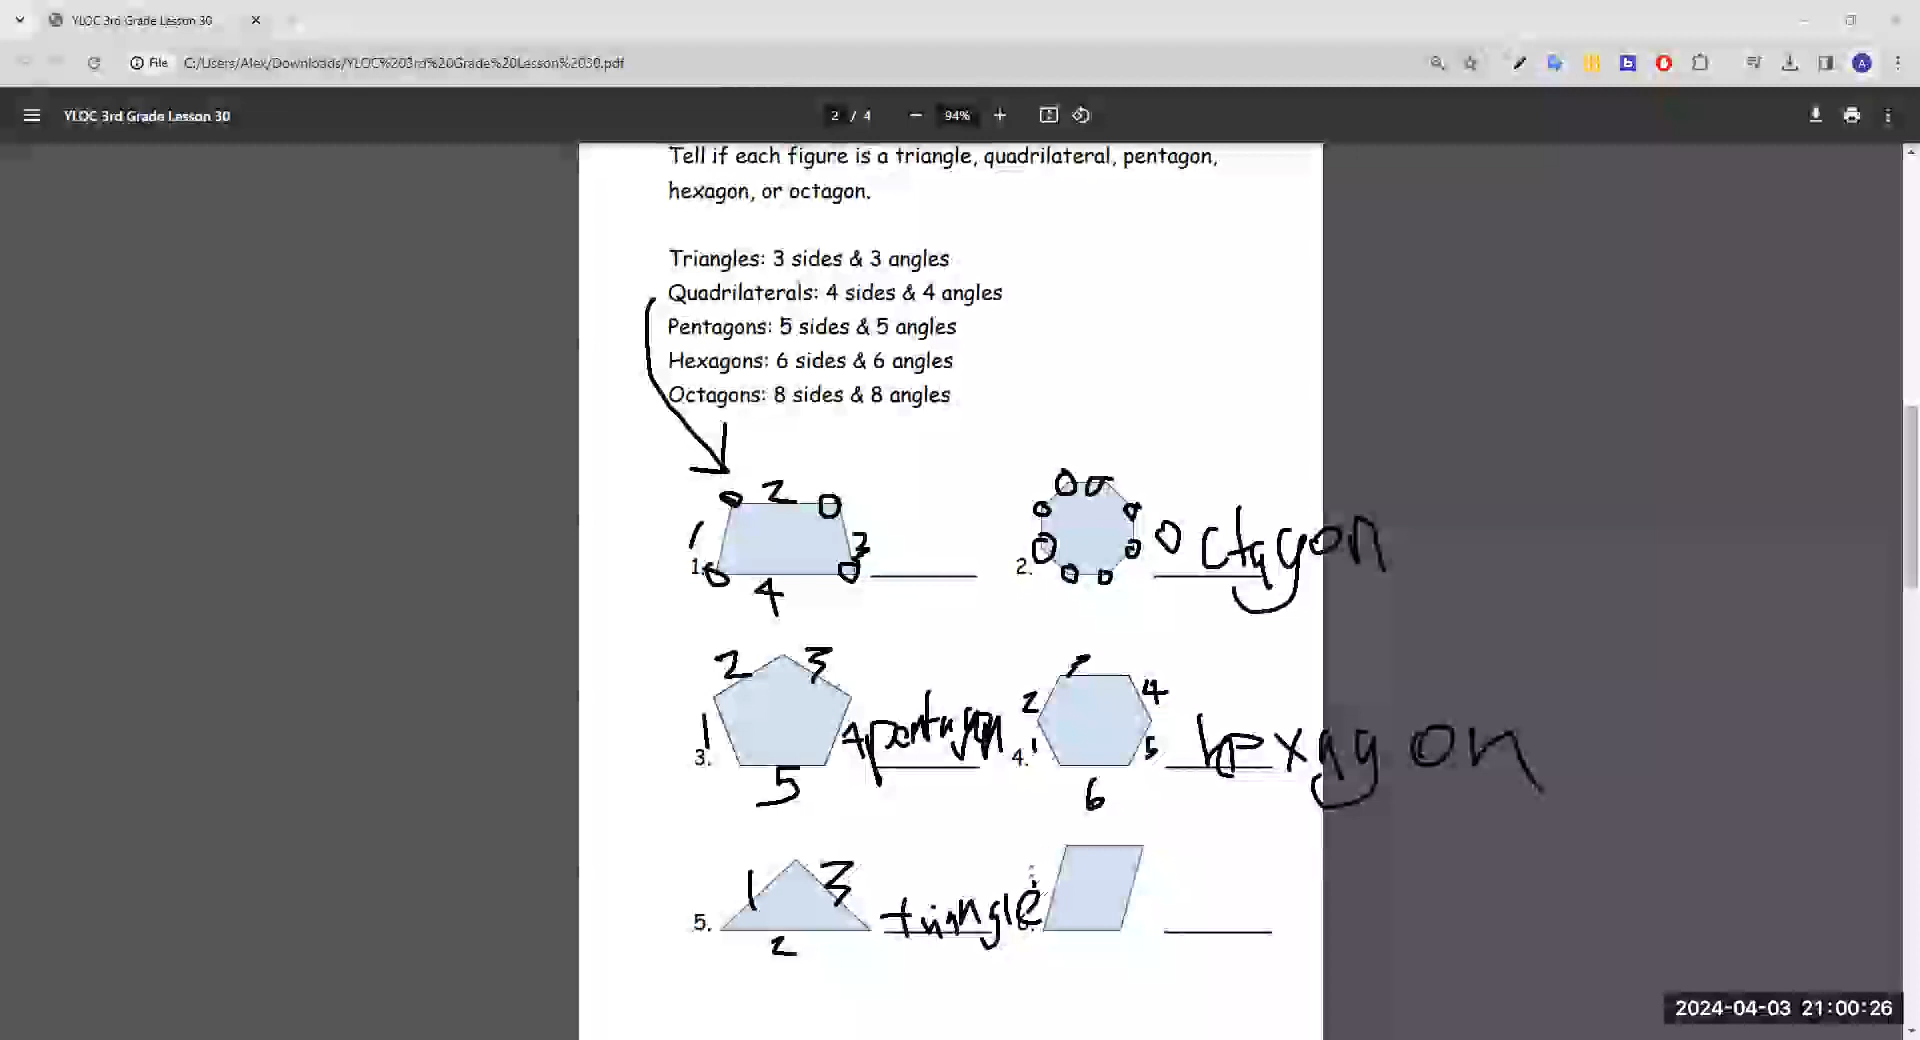 YLOC 3rd Grade Lesson 30
File C:/Users/Alex/Downloads/YLOC%203rd%20Grade%20Lesson%2030.pdf
A
YLOC 3rd Grade Lesson 30
2 / 4
94%
Tell if each figure is a triangle, quadrilateral, pentagon,
hexagon, or octagon.
Triangles: 3 sides & 3 angles
Quadrilaterals: 4 sides & 4 angles
Pentagons: 5 sides & 5 angles
Hexagons: 6 sides & 6 angles
Octagons: 8 sides & 8 angles
1. 1 2 3 4
2. octagon
3. 1 2 3 4 5 pentagon
4. 1 2 3 4 5 6 hexagon
5. 1 2 3 triangle
2024-04-03 21:00:26